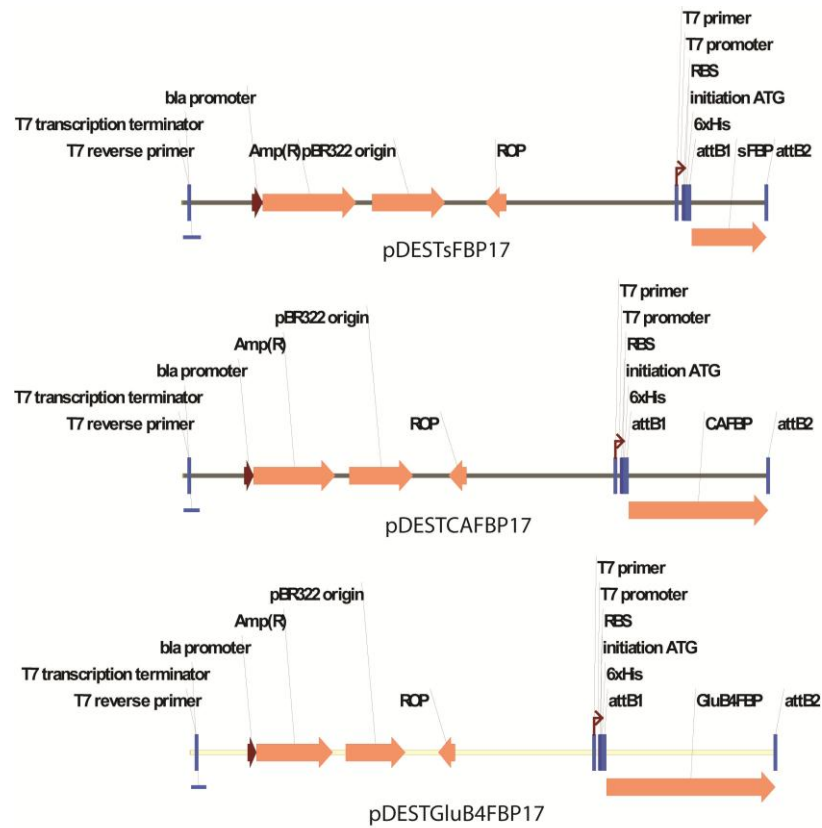 T7 primer
T7 promoter
RBS
bla promoter
initiation ATG
T7 transcription terminator
6xHis
T7 reverse primer Amp(R) pBR322 origin ROP attB1 sFBP attB2
pDESTsFBP17
T7 primer
pBR322 origin
T7 promoter
Amp(R)
RBS
bla promoter
initiation ATG
T7 transcription terminator
6xHis
T7 reverse primer ROP attB1 CAFBP attB2
pDESTCAFBP17
T7 primer
pBR322 origin
T7 promoter
Amp(R)
RBS
bla promoter
initiation ATG
T7 transcription terminator
6xHis
T7 reverse primer ROP attB1 GluB4FBP attB2
pDESTGluB4FBP17